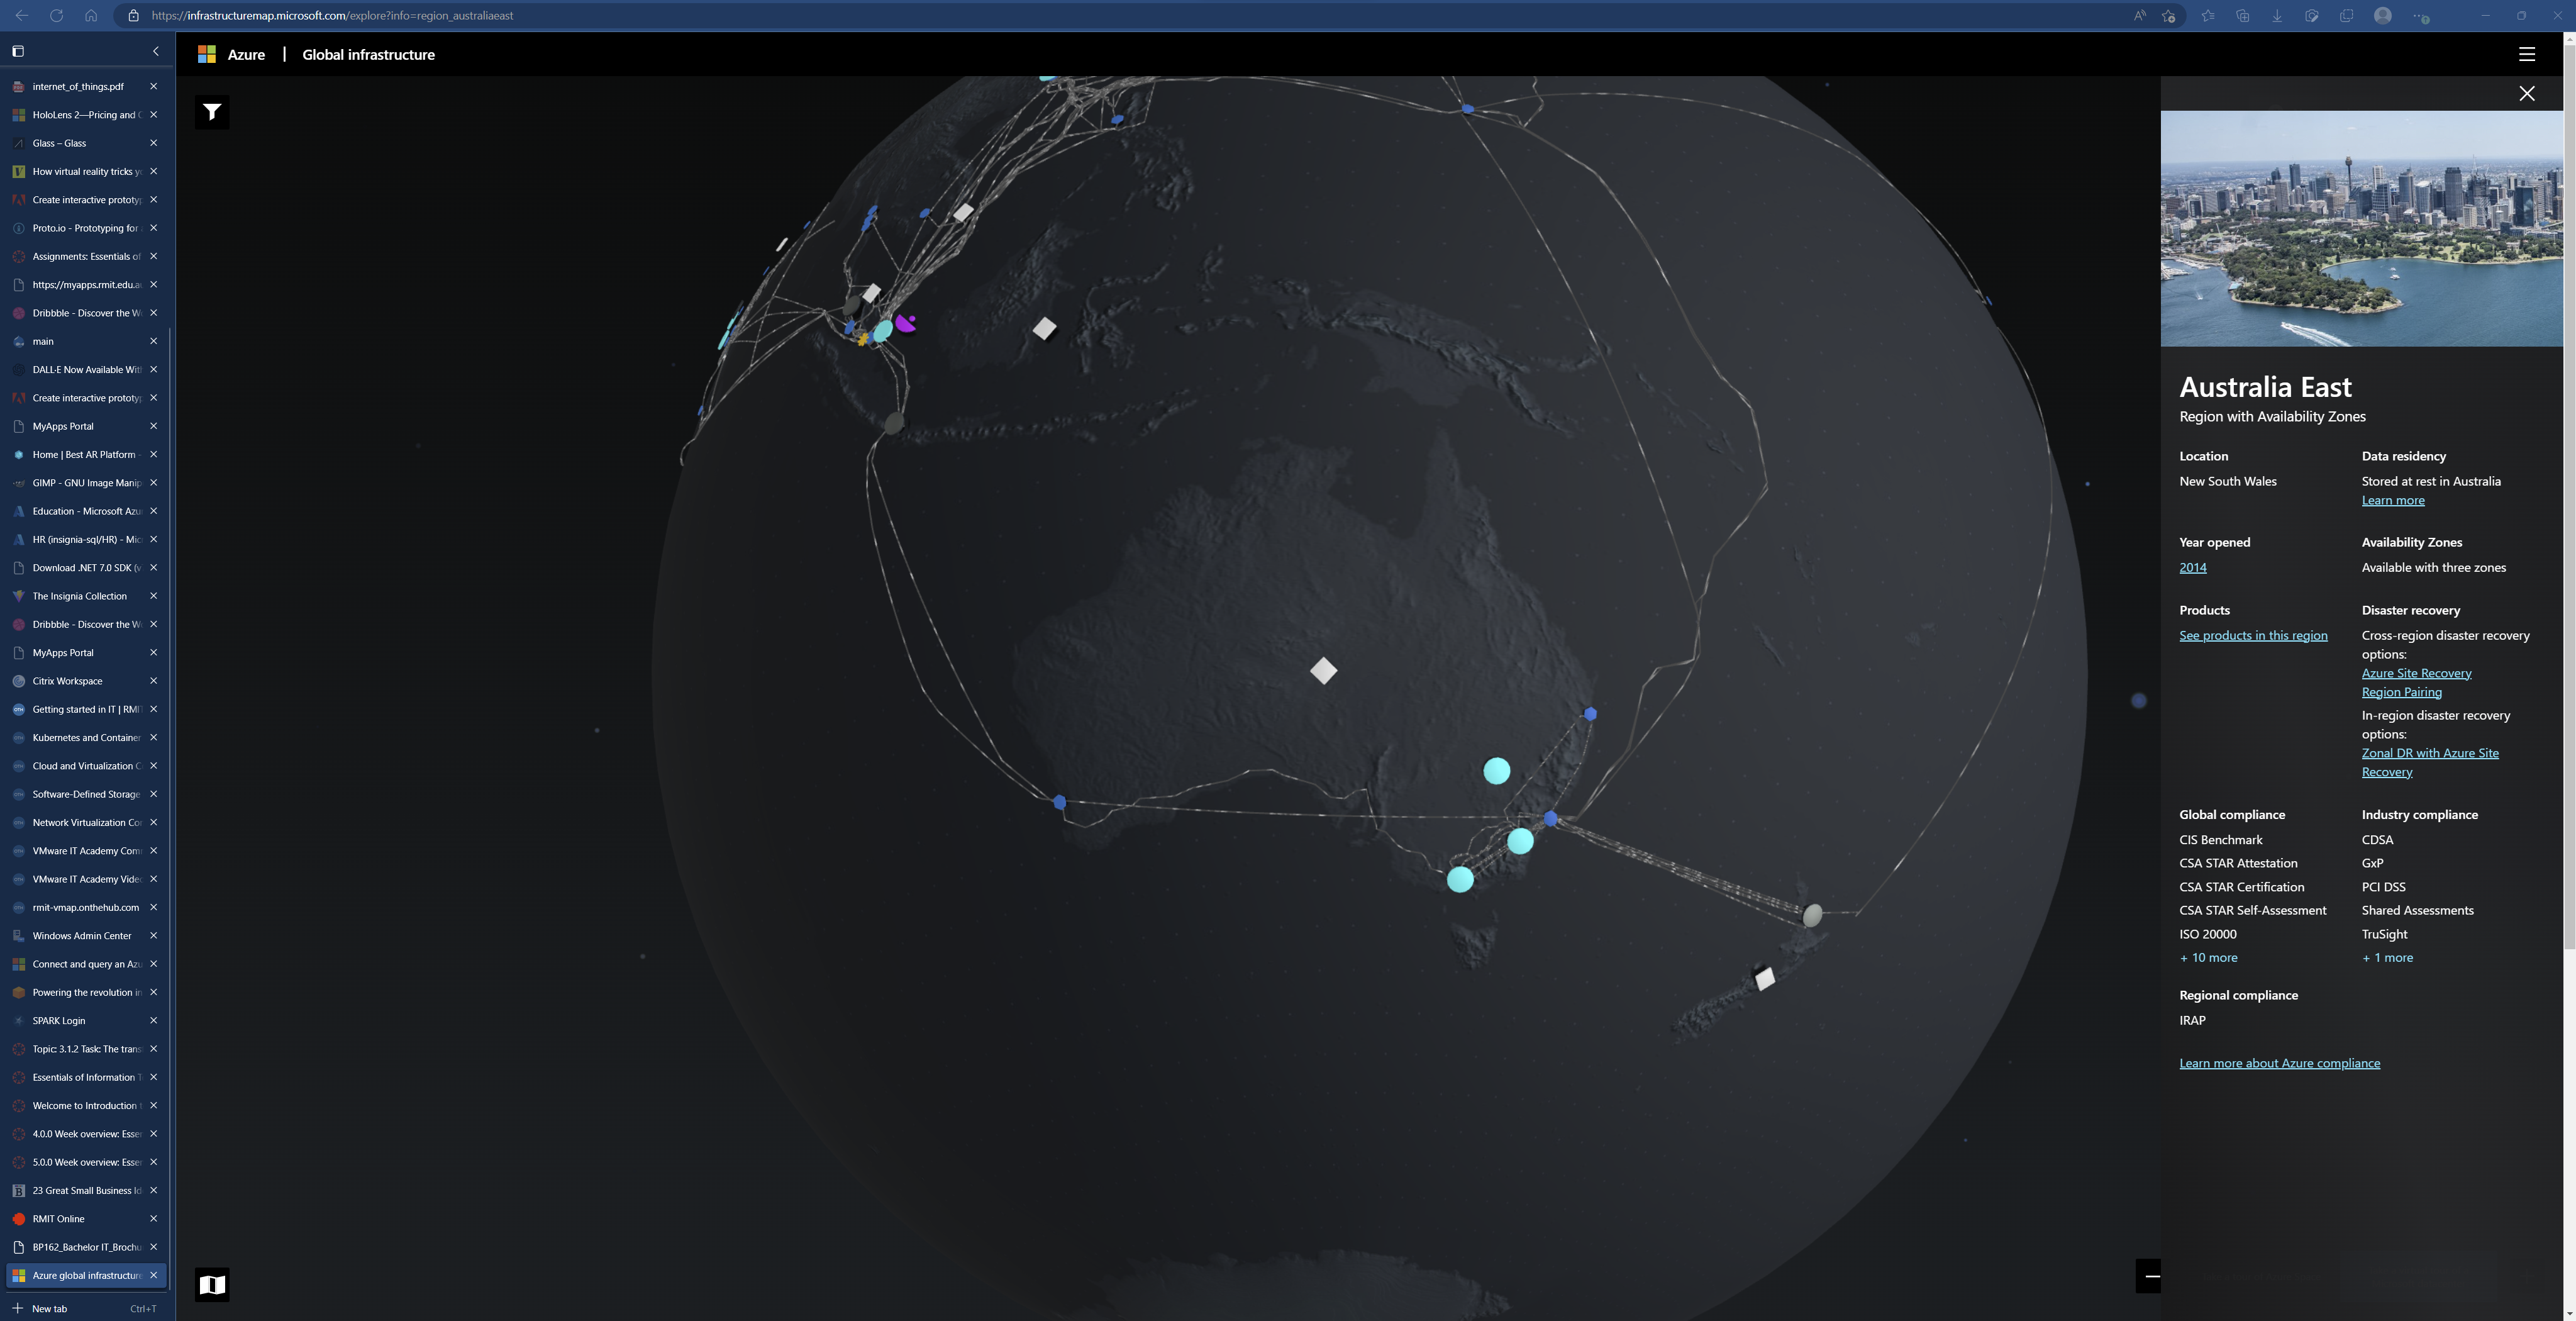 https://infrastructuremap.microsoft.com/explore?info=region_australiaeast
internet_of_things.pdf
HoloLens 2—Pricing and
Glass – Glass
How virtual reality tricks
Create interactive prototy
Proto.io - Prototyping for
Assignments: Essentials of
https://myapps.rmit.edu.a
Dribbble - Discover the W
main
DALL·E Now Available Wit
Create interactive prototy
MyApps Portal
Home | Best AR Platform -
GIMP - GNU Image Manip
Education - Microsoft Azu
HR (insignia-sql/HR) - Mic
Download .NET 7.0 SDK (v
The Insignia Collection
Dribbble - Discover the W
MyApps Portal
Citrix Workspace
Getting started in IT | RMI
Kubernetes and Container
Cloud and Virtualization C
Software-Defined Storage
Network Virtualization Co
VMware IT Academy Com
VMware IT Academy Vide
rmit-vmap.onthehub.com
Windows Admin Center
Connect and query an Azu
Powering the revolution in
SPARK Login
Topic: 3.1.2 Task: The trans
Essentials of Information T
Welcome to Introduction t
4.0.0 Week overview: Esse
5.0.0 Week overview: Esse
23 Great Small Business Id
RMIT Online
BP162_Bachelor IT_Brochu
Azure global infrastructure
New tab Ctrl+T
Azure | Global infrastructure
Australia East
Region with Availability Zones
Location
New South Wales
Data residency
Stored at rest in Australia
Learn more
Year opened
2014
Availability Zones
Available with three zones
Products
See products in this region
Disaster recovery
Cross-region disaster recovery
options:
Azure Site Recovery
Region Pairing
In-region disaster recovery
options:
Zonal DR with Azure Site
Recovery
Global compliance
CIS Benchmark
CSA STAR Attestation
CSA STAR Certification
CSA STAR Self-Assessment
ISO 20000
+ 10 more
Industry compliance
CDSA
GxP
PCI DSS
Shared Assessments
TruSight
+ 1 more
Regional compliance
IRAP
Learn more about Azure compliance